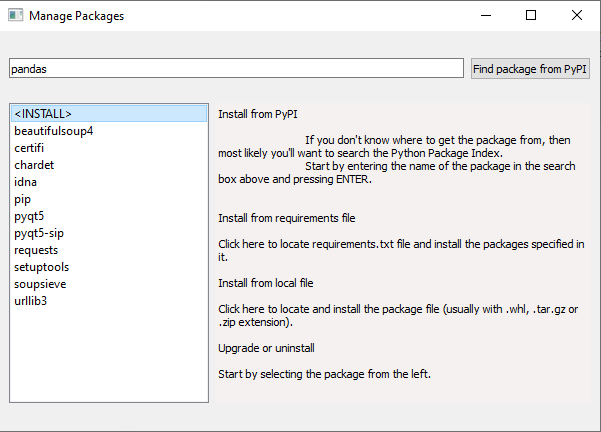 Manage Packages
pandas
Find package from PyPI
<INSTALL>
beautifulsoup4
certifi
chardet
idna
pip
pyqt5
pyqt5-sip
requests
setuptools
soupsieve
urllib3
Install from PyPI
If you don't know where to get the package from, then
most likely you'll want to search the Python Package Index.
Start by entering the name of the package in the search
box above and pressing ENTER.
Install from requirements file
Click here to locate requirements.txt file and install the packages specified in
it.
Install from local file
Click here to locate and install the package file (usually with .whl, .tar.gz or
.zip extension).
Upgrade or uninstall
Start by selecting the package from the left.